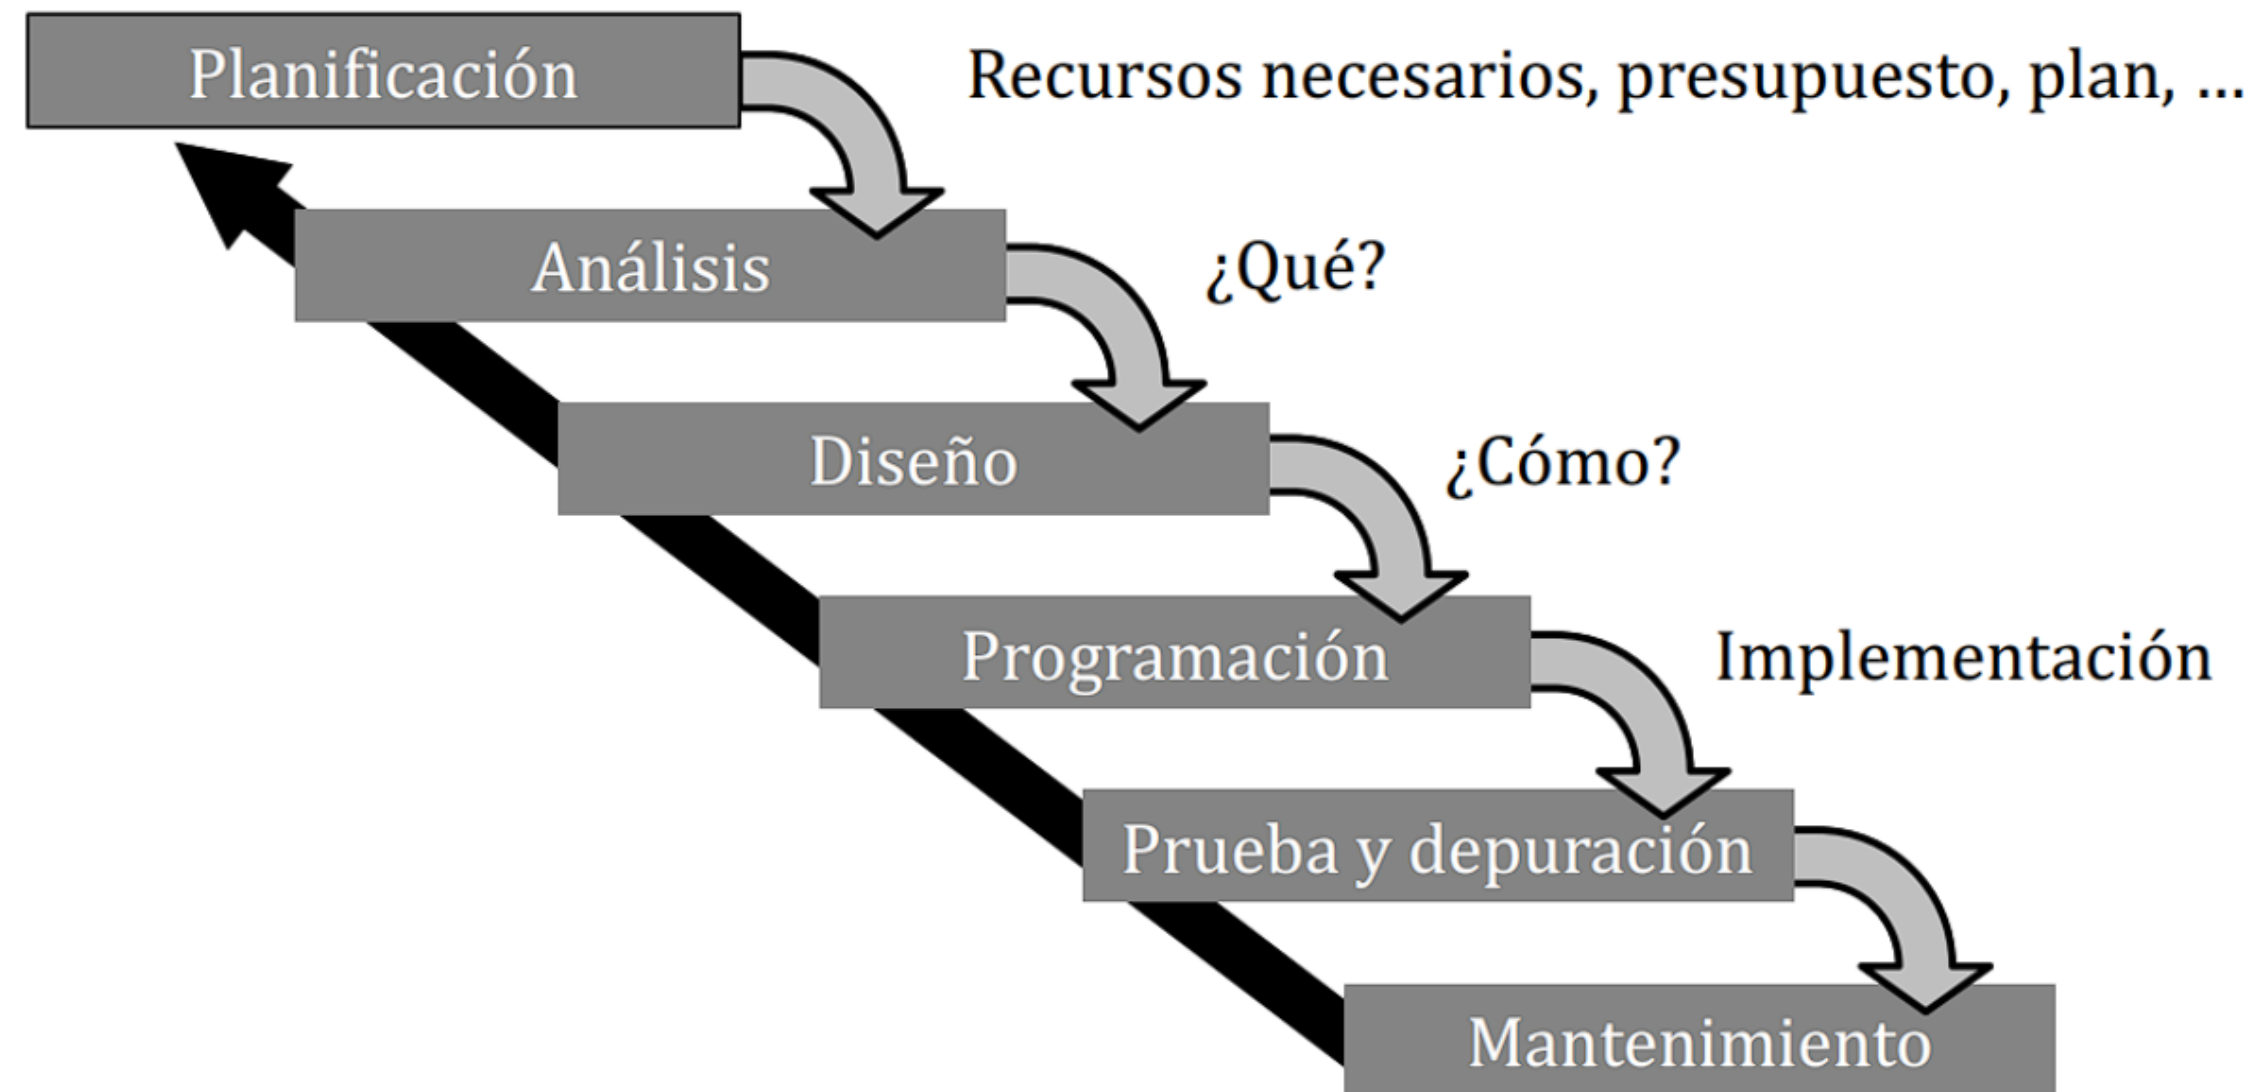 Planificación
Recursos necesarios, presupuesto, plan, ...
Análisis
¿Qué?
Diseño
¿Cómo?
Programación
Implementación
Prueba y depuración
Mantenimiento